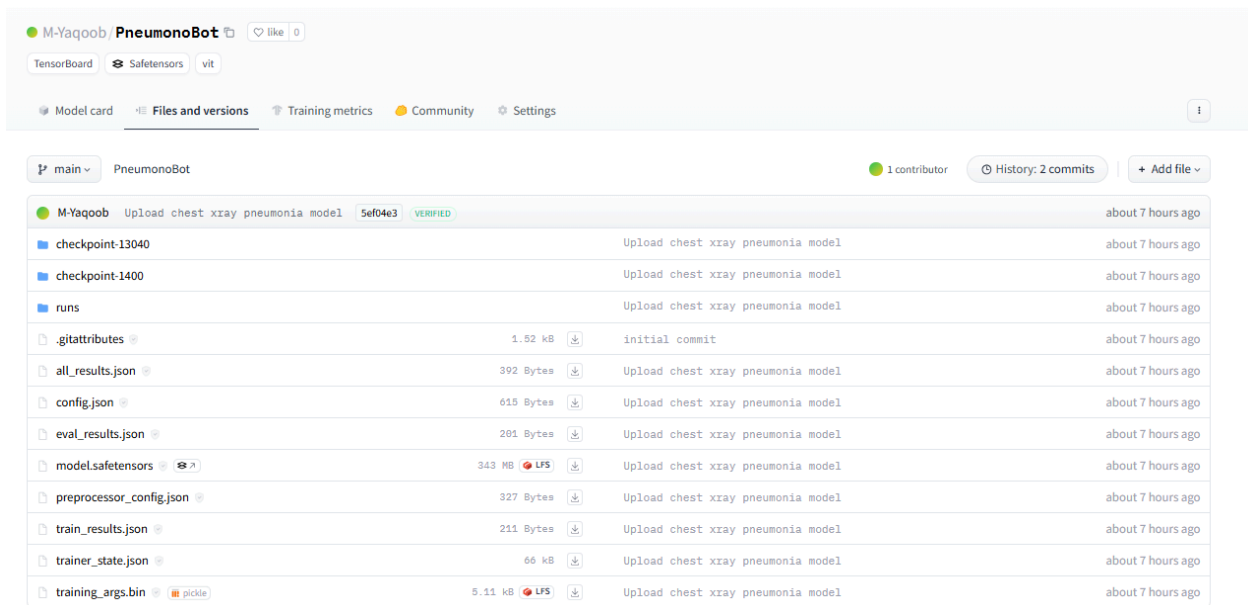 M-Yaqoob/PneumonoBot like 0
TensorBoard Safetensors vit
Model card Files and versions Training metrics Community Settings
main PneumonoBot 1 contributor History: 2 commits + Add file
M-Yaqoob Upload chest xray pneumonia model 5ef04e3 VERIFIED about 7 hours ago
checkpoint-13040 Upload chest xray pneumonia model about 7 hours ago
checkpoint-1400 Upload chest xray pneumonia model about 7 hours ago
runs Upload chest xray pneumonia model about 7 hours ago
.gitattributes 1.52 kB initial commit about 7 hours ago
all_results.json 392 Bytes Upload chest xray pneumonia model about 7 hours ago
config.json 615 Bytes Upload chest xray pneumonia model about 7 hours ago
eval_results.json 201 Bytes Upload chest xray pneumonia model about 7 hours ago
model.safetensors 343 MB LFS Upload chest xray pneumonia model about 7 hours ago
preprocessor_config.json 327 Bytes Upload chest xray pneumonia model about 7 hours ago
train_results.json 211 Bytes Upload chest xray pneumonia model about 7 hours ago
trainer_state.json 66 kB Upload chest xray pneumonia model about 7 hours ago
training_args.bin pickle 5.11 kB LFS Upload chest xray pneumonia model about 7 hours ago